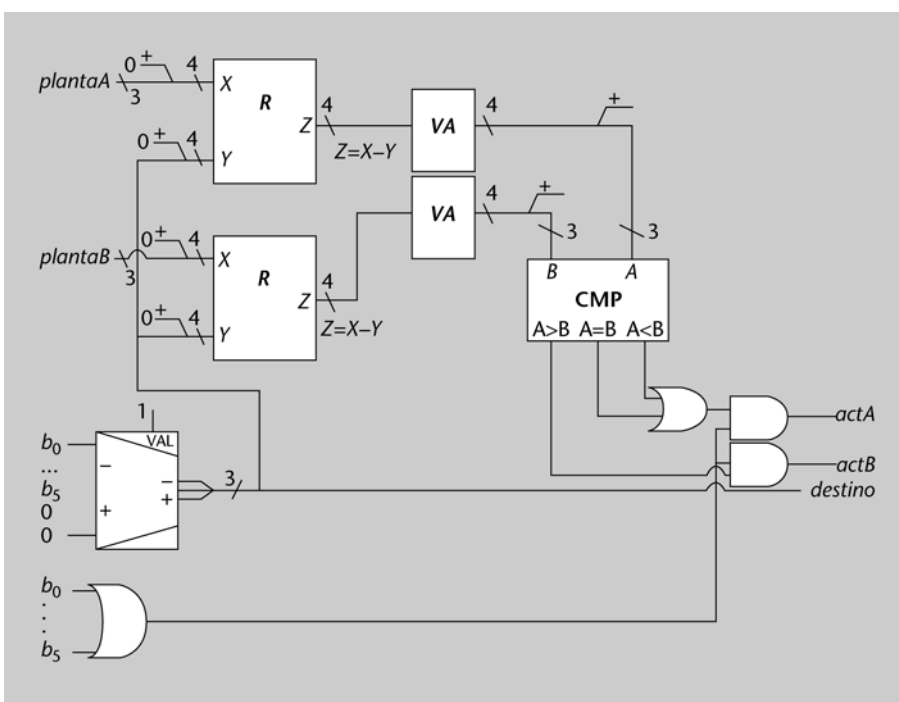 0 + 4
plantaA 3 X
R
Z 4
Z=X–Y
0 + 4
Y
VA 4 +
VA 4 +
3 3
plantaB 3 0 + 4 X
R
Z 4
Z=X–Y
0 + 4
Y
B A
CMP
A>B A=B A<B
1
VAL
b0
...
b5
0
0
–
+
–
+
3
actA
actB
destino
b0
.
.
.
b5